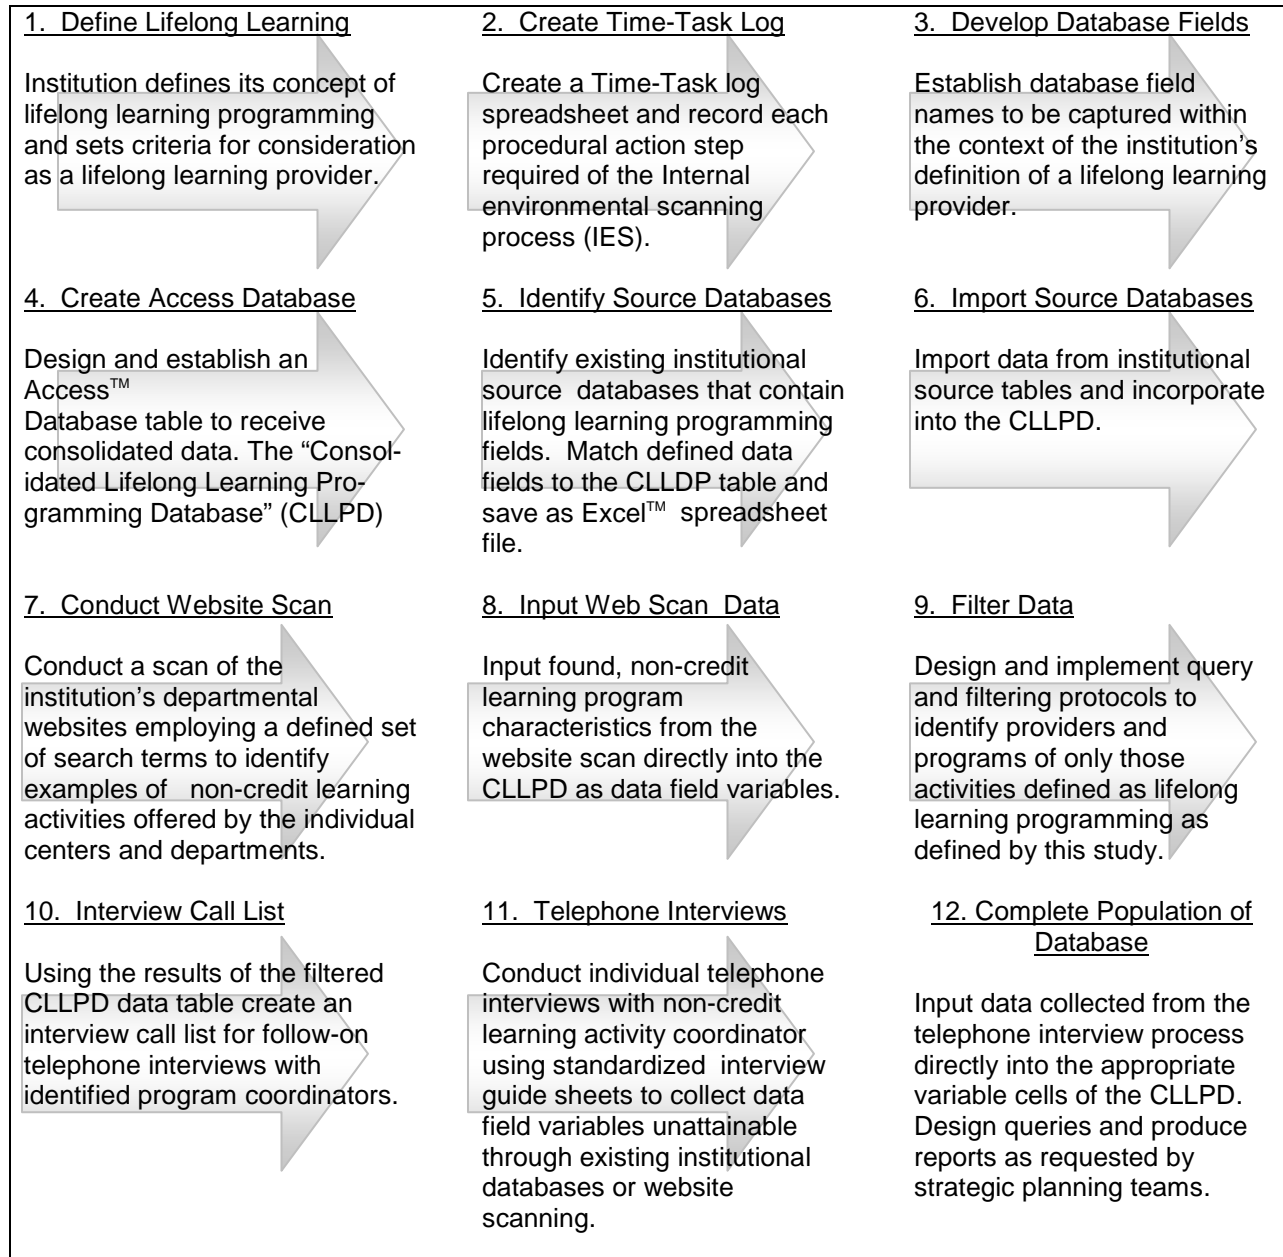 1. Define Lifelong Learning
Institution defines its concept of
lifelong learning programming
and sets criteria for consideration
as a lifelong learning provider.
2. Create Time-Task Log
Create a Time-Task log
spreadsheet and record each
procedural action step
required of the Internal
environmental scanning
process (IES).
3. Develop Database Fields
Establish database field
names to be captured within
the context of the institution’s
definition of a lifelong learning
provider.
4. Create Access Database
Design and establish an
Access™
Database table to receive
consolidated data. The “Consol-
idated Lifelong Learning Pro-
gramming Database” (CLLPD)
5. Identify Source Databases
Identify existing institutional
source databases that contain
lifelong learning programming
fields. Match defined data
fields to the CLLDP table and
save as Excel™ spreadsheet
file.
6. Import Source Databases
Import data from institutional
source tables and incorporate
into the CLLPD.
7. Conduct Website Scan
Conduct a scan of the
institution’s departmental
websites employing a defined set
of search terms to identify
examples of non-credit learning
activities offered by the individual
centers and departments.
8. Input Web Scan Data
Input found, non-credit
learning program
characteristics from the
website scan directly into the
CLLPD as data field variables.
9. Filter Data
Design and implement query
and filtering protocols to
identify providers and
programs of only those
activities defined as lifelong
learning programming as
defined by this study.
10. Interview Call List
Using the results of the filtered
CLLPD data table create an
interview call list for follow-on
telephone interviews with
identified program coordinators.
11. Telephone Interviews
Conduct individual telephone
interviews with non-credit
learning activity coordinator
using standardized interview
guide sheets to collect data
field variables unattainable
through existing institutional
databases or website
scanning.
12. Complete Population of
Database
Input data collected from the
telephone interview process
directly into the appropriate
variable cells of the CLLPD.
Design queries and produce
reports as requested by
strategic planning teams.